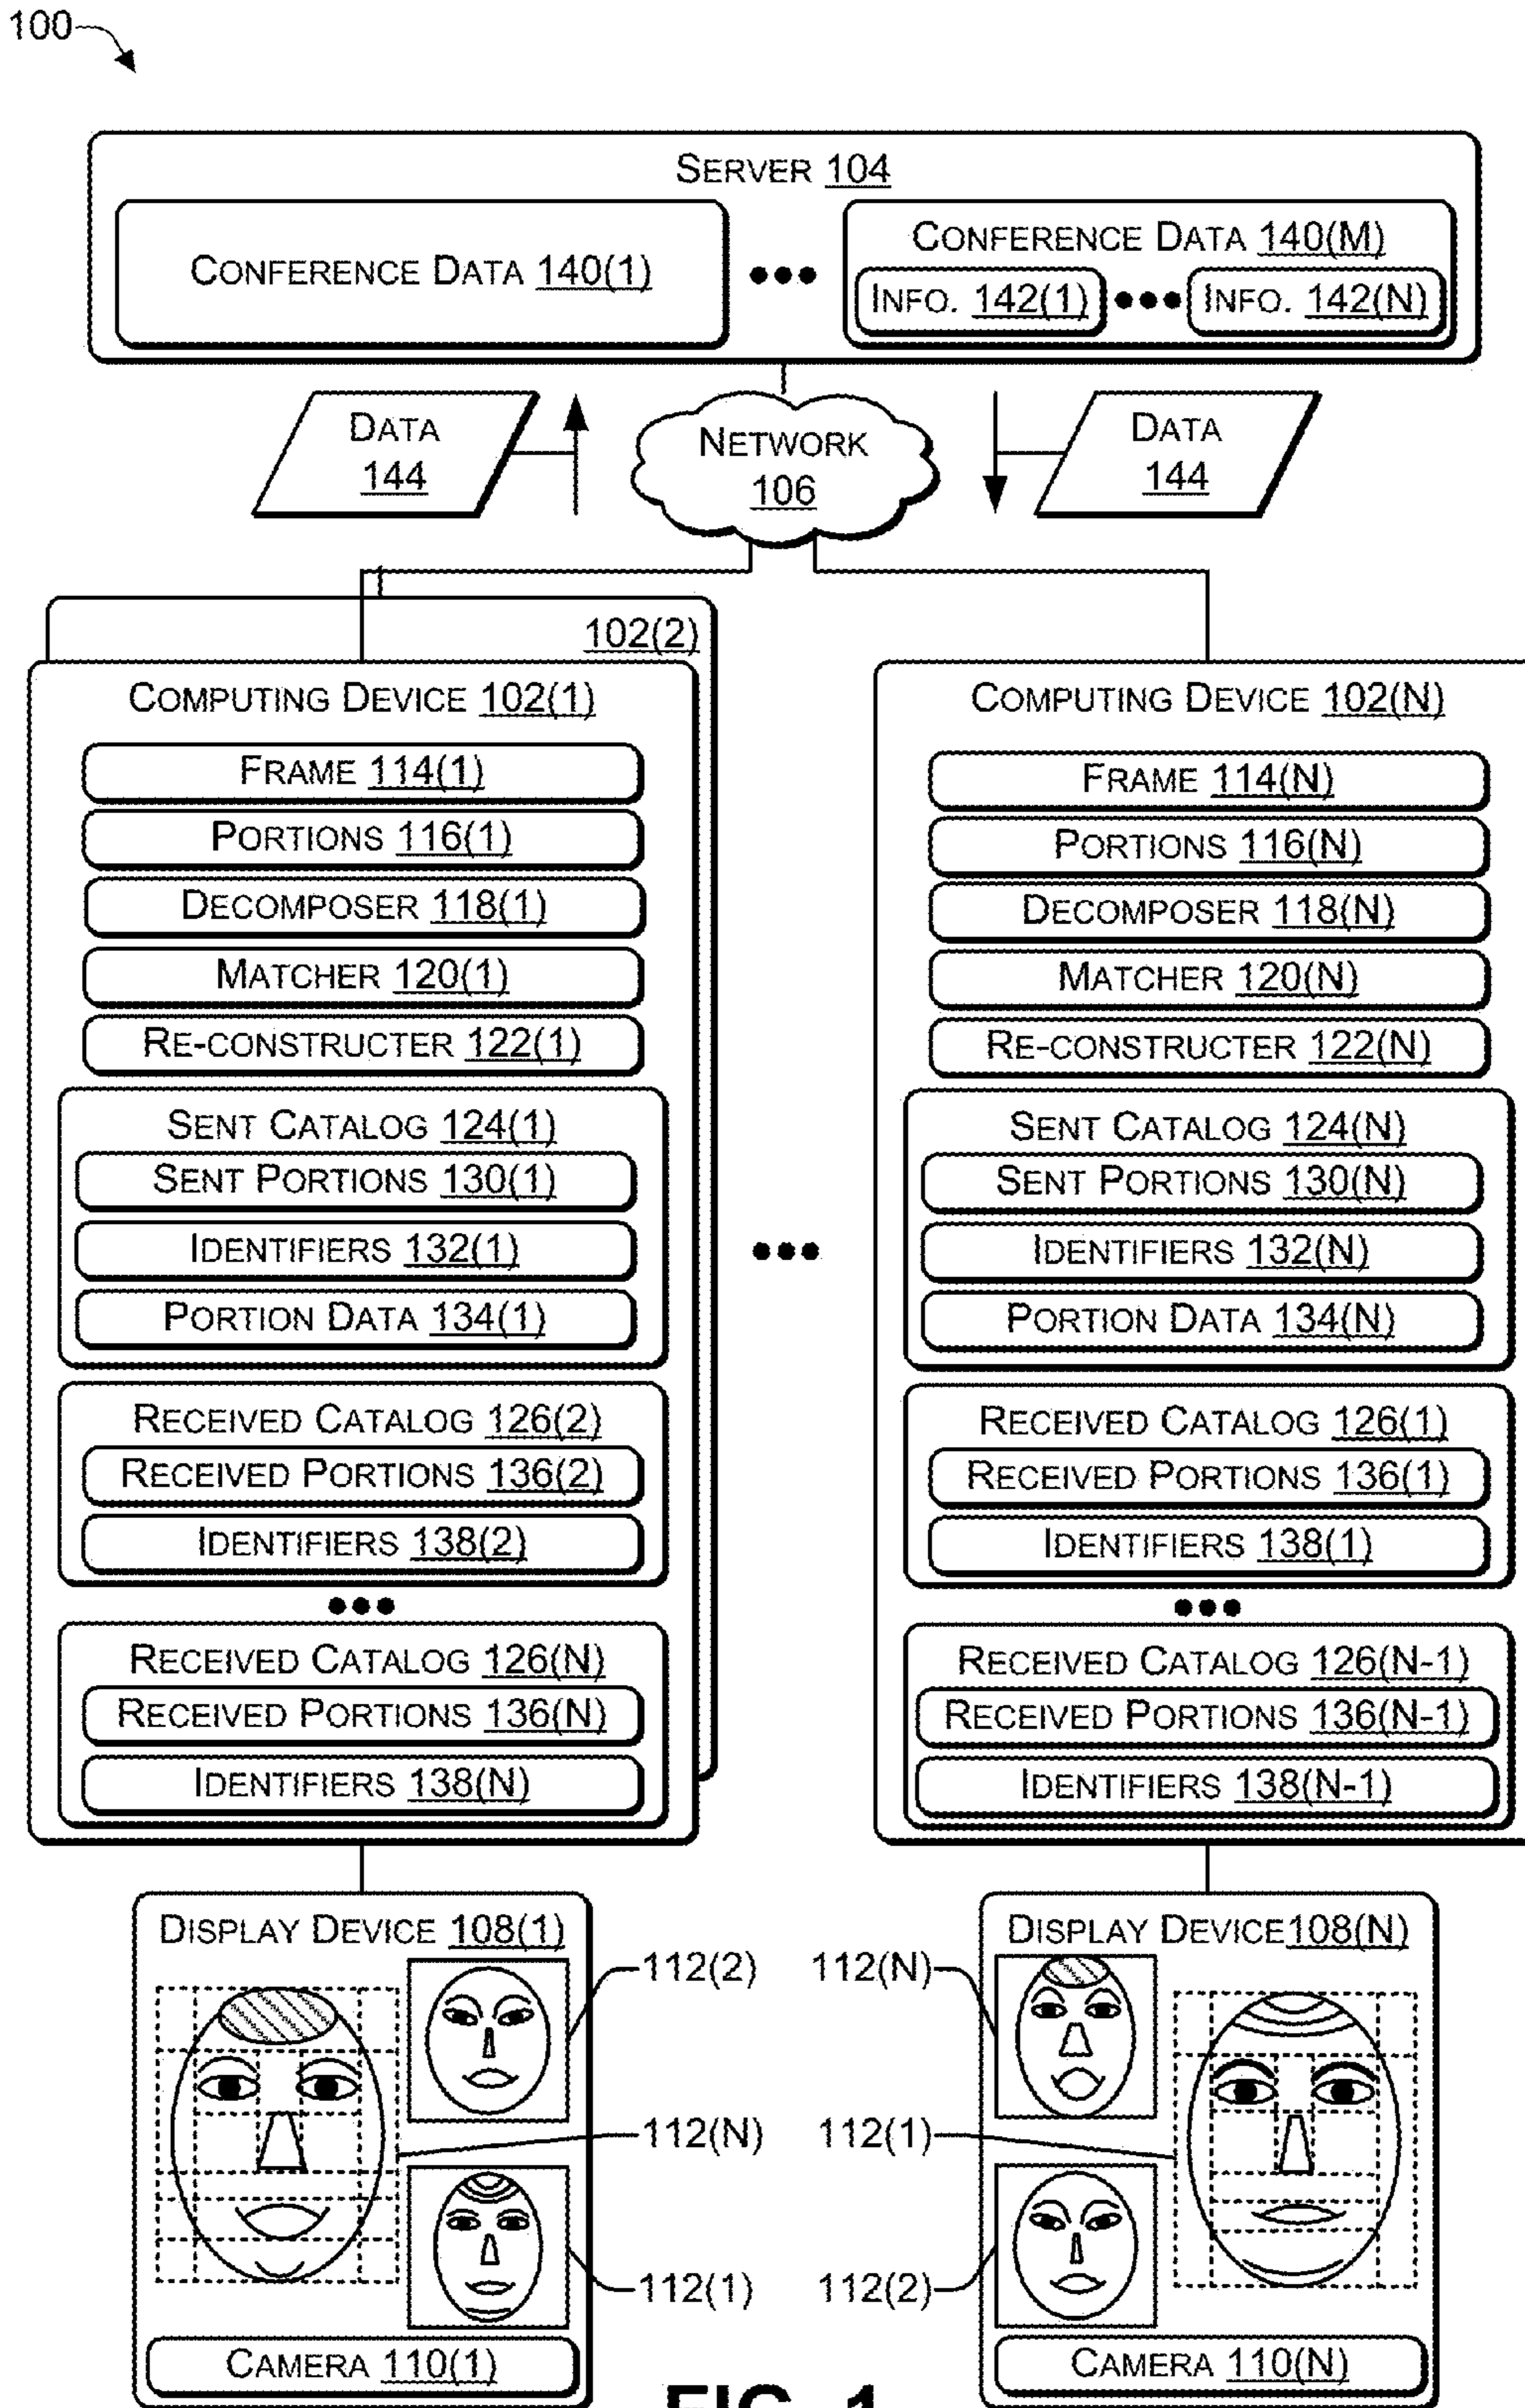 100
SERVER 104
CONFERENCE DATA 140(1)
CONFERENCE DATA 140(M)
INFO. 142(1)
INFO. 142(N)
DATA
144
NETWORK
106
DATA
144
102(2)
COMPUTING DEVICE 102(1)
FRAME 114(1)
PORTIONS 116(1)
DECOMPOSER 118(1)
MATCHER 120(1)
RE-CONSTRUCTER 122(1)
SENT CATALOG 124(1)
SENT PORTIONS 130(1)
IDENTIFIERS 132(1)
PORTION DATA 134(1)
RECEIVED CATALOG 126(2)
RECEIVED PORTIONS 136(2)
IDENTIFIERS 138(2)
RECEIVED CATALOG 126(N)
RECEIVED PORTIONS 136(N)
IDENTIFIERS 138(N)
COMPUTING DEVICE 102(N)
FRAME 114(N)
PORTIONS 116(N)
DECOMPOSER 118(N)
MATCHER 120(N)
RE-CONSTRUCTER 122(N)
SENT CATALOG 124(N)
SENT PORTIONS 130(N)
IDENTIFIERS 132(N)
PORTION DATA 134(N)
RECEIVED CATALOG 126(1)
RECEIVED PORTIONS 136(1)
IDENTIFIERS 138(1)
RECEIVED CATALOG 126(N-1)
RECEIVED PORTIONS 136(N-1)
IDENTIFIERS 138(N-1)
DISPLAY DEVICE 108(1)
112(2)
112(N)
112(1)
CAMERA 110(1)
DISPLAY DEVICE 108(N)
112(N)
112(1)
112(2)
CAMERA 110(N)
FIG. 1